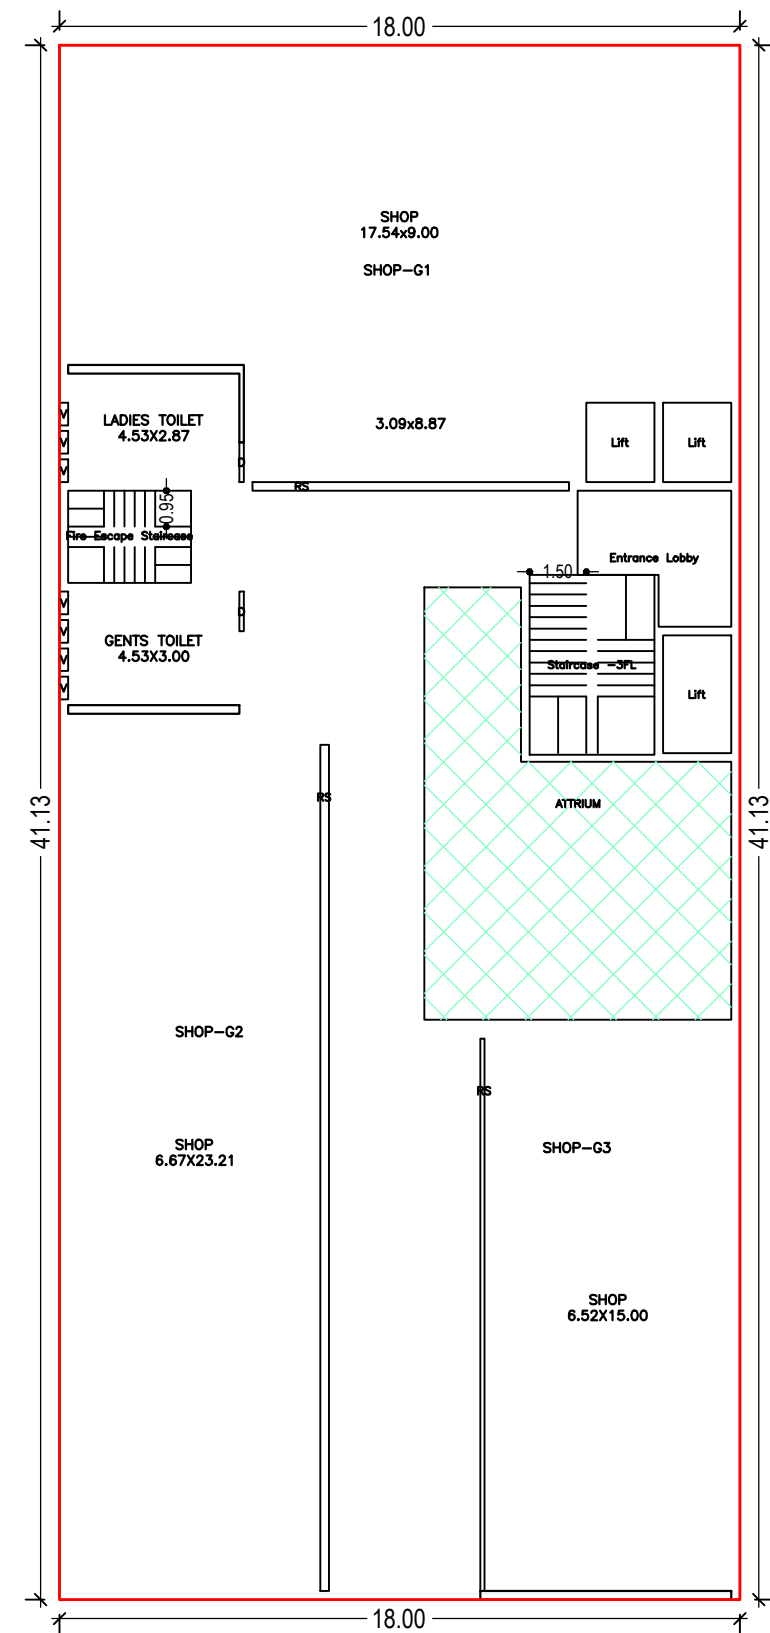 18.00
SHOP
17.54x9.00
SHOP-G1
LADIES TOILET
4.53X2.87
3.09x8.87
Lift
Lift
V
V
V
D
RS
0.95
Fire Escape Staircase
Entrance Lobby
1.50
V
V
V
V
D
GENTS TOILET
4.53X3.00
Staircase -3FL
Lift
RS
ATTRIUM
41.13
41.13
SHOP-G2
RS
SHOP
6.67X23.21
SHOP-G3
SHOP
6.52X15.00
18.00